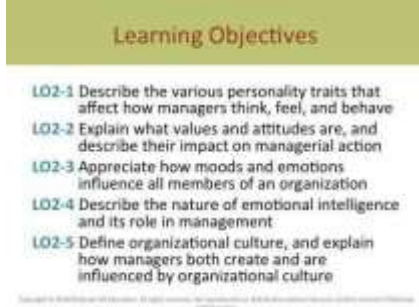 Learning Objectives
LO2-1 Describe the various personality traits that
affect how managers think, feel, and behave
LO2-2 Explain what values and attitudes are, and
describe their impact on managerial action
LO2-3 Appreciate how moods and emotions
influence all members of an organization
LO2-4 Describe the nature of emotional intelligence
and its role in management
LO2-5 Define organizational culture, and explain
how managers both create and are
influenced by organizational culture